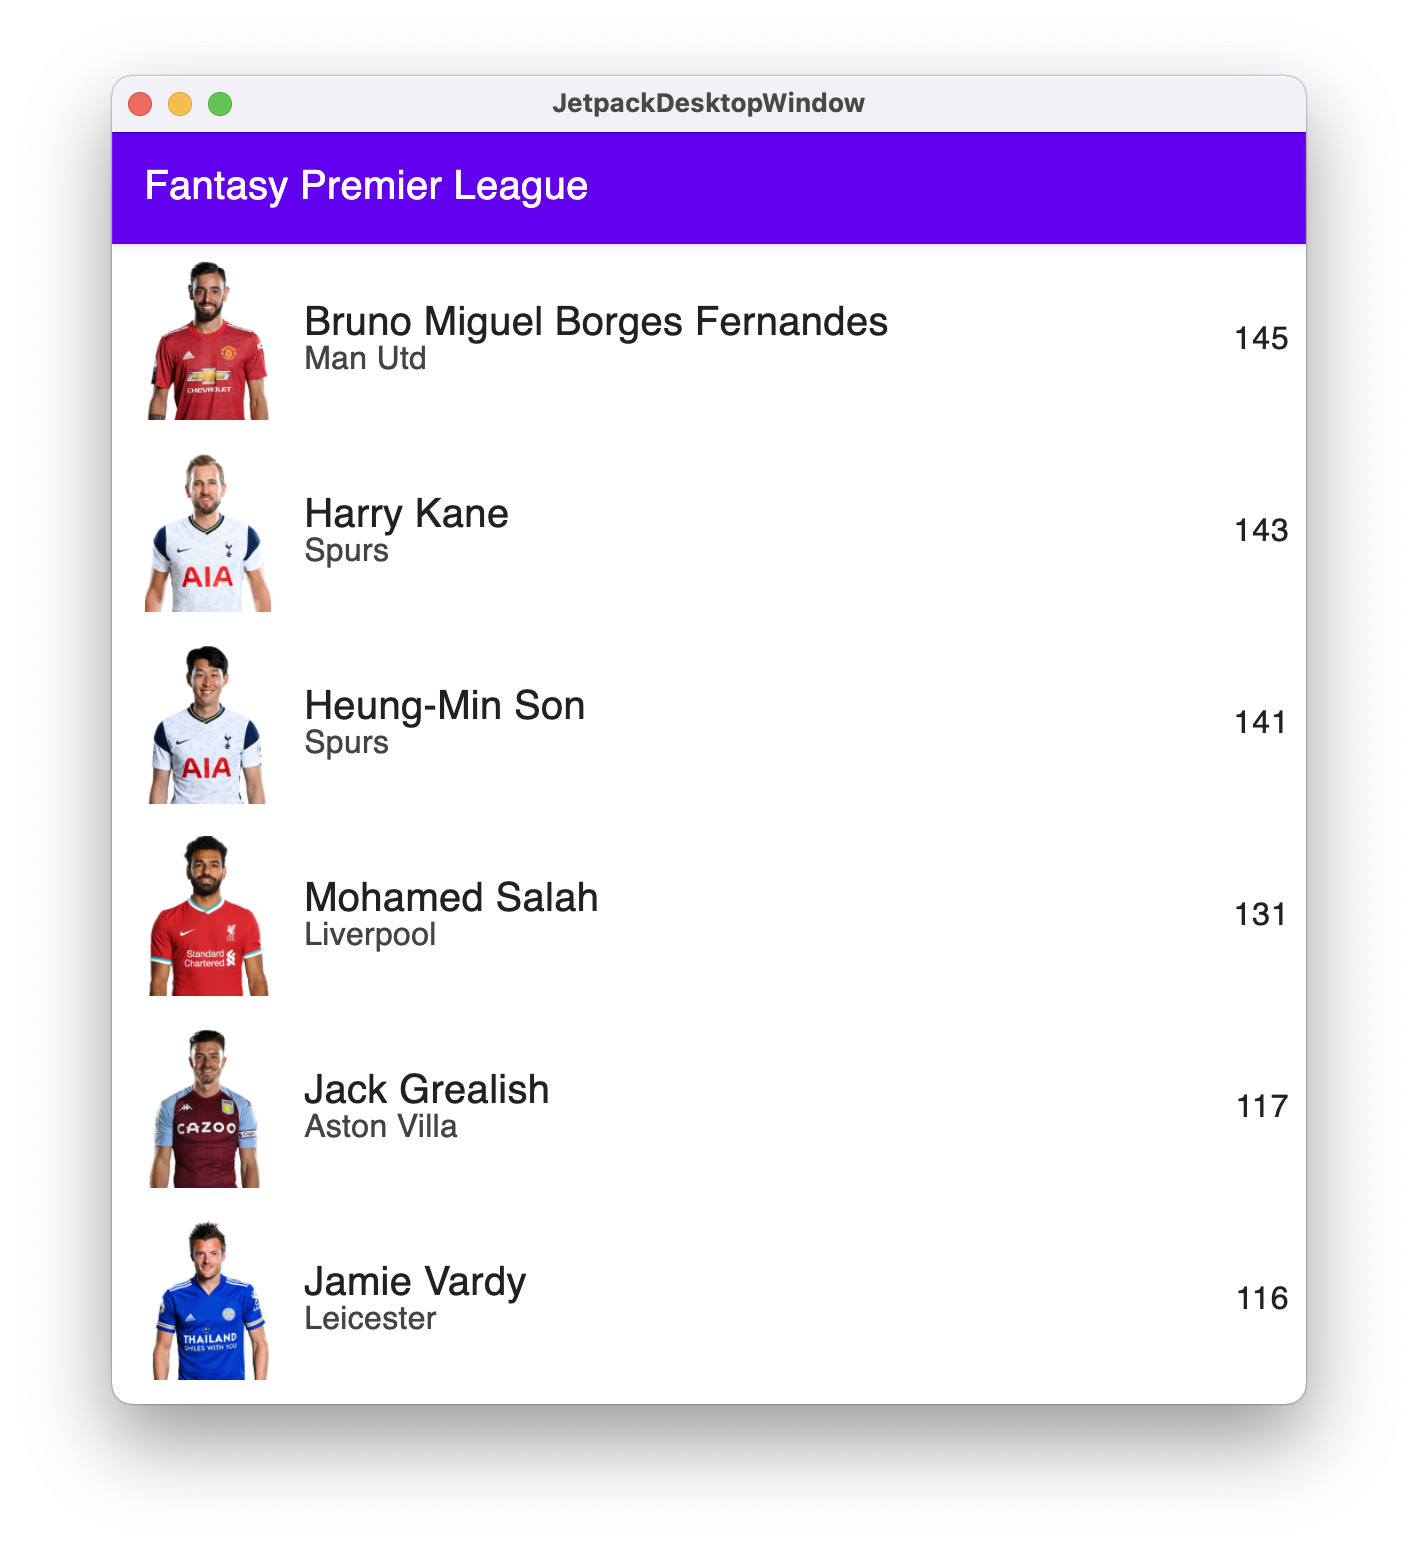 JetpackDesktopWindow
Fantasy Premier League
Bruno Miguel Borges Fernandes
Man Utd
145
CHEVROLET
Harry Kane
Spurs
143
AIA
Heung-Min Son
Spurs
141
AIA
Mohamed Salah
Liverpool
131
Standard
Chartered
Jack Grealish
Aston Villa
117
CAZOO
Jamie Vardy
Leicester
116
THAILAND
SMILES WITH YOU